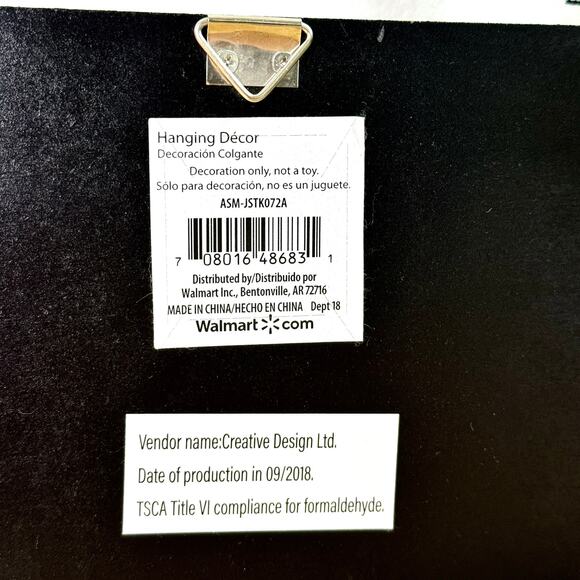 Hanging Décor
Decoración Colgante
Decoration only, not a toy.
Sólo para decoración, no es un juguete.
ASM-JSTK072A
7 08016 48683 1
Distributed by/Distribuido por
Walmart Inc., Bentonville, AR 72716
MADE IN CHINA/HECHO EN CHINA Dept 18
Walmart com
Vendor name:Creative Design Ltd.
Date of production in 09/2018.
TSCA Title VI compliance for formaldehyde.